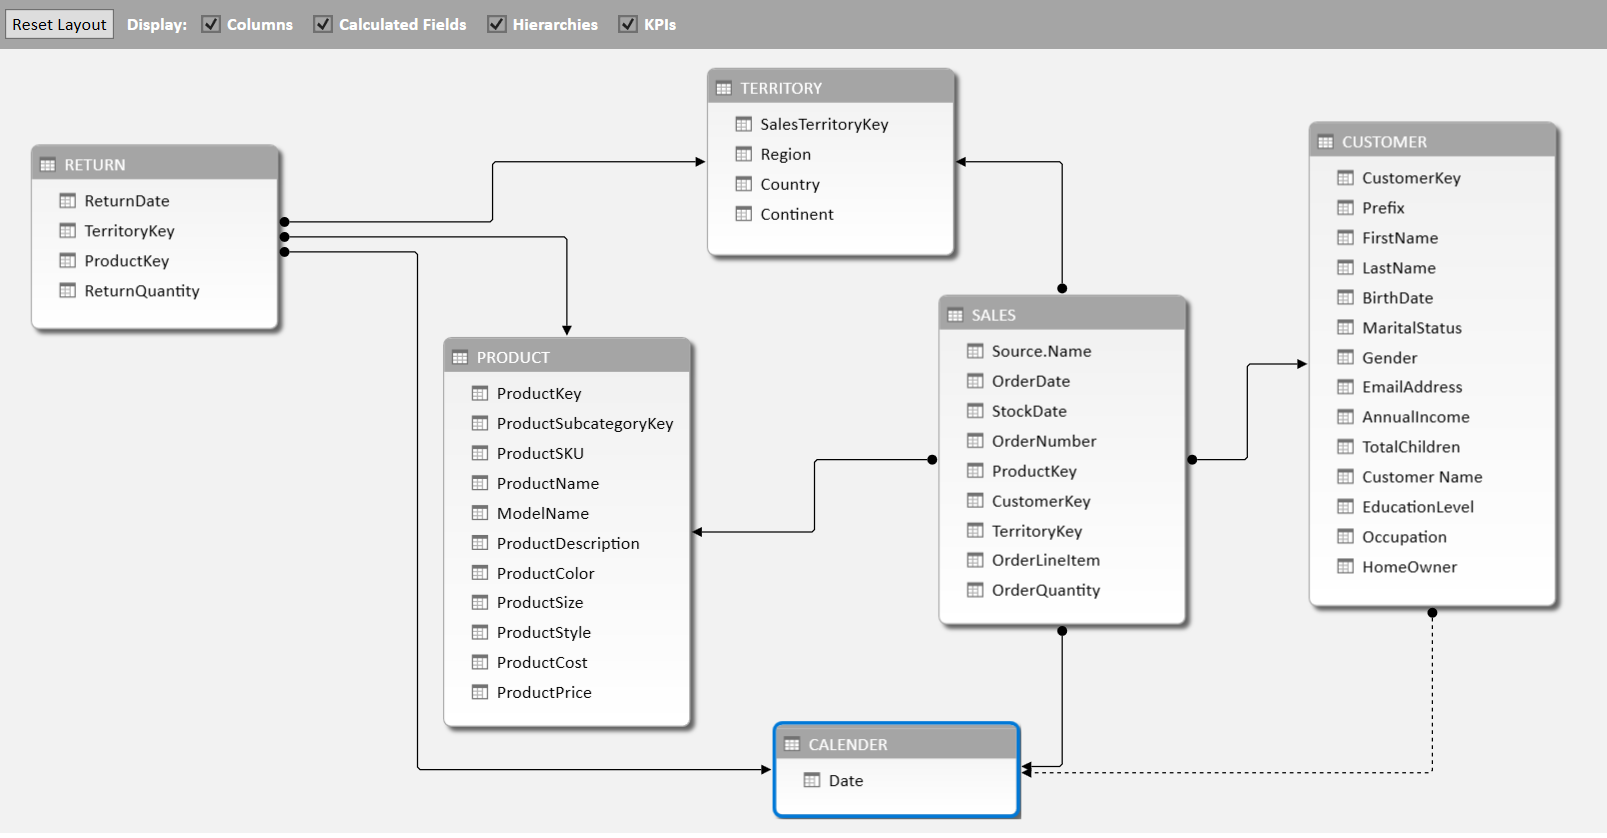 Reset Layout Display: Columns Calculated Fields Hierarchies KPIs
RETURN
ReturnDate
TerritoryKey
ProductKey
ReturnQuantity
TERRITORY
SalesTerritoryKey
Region
Country
Continent
PRODUCT
ProductKey
ProductSubcategoryKey
ProductSKU
ProductName
ModelName
ProductDescription
ProductColor
ProductSize
ProductStyle
ProductCost
ProductPrice
SALES
Source.Name
OrderDate
StockDate
OrderNumber
ProductKey
CustomerKey
TerritoryKey
OrderLineItem
OrderQuantity
CUSTOMER
CustomerKey
Prefix
FirstName
LastName
BirthDate
MaritalStatus
Gender
EmailAddress
AnnualIncome
TotalChildren
Customer Name
EducationLevel
Occupation
HomeOwner
CALENDER
Date